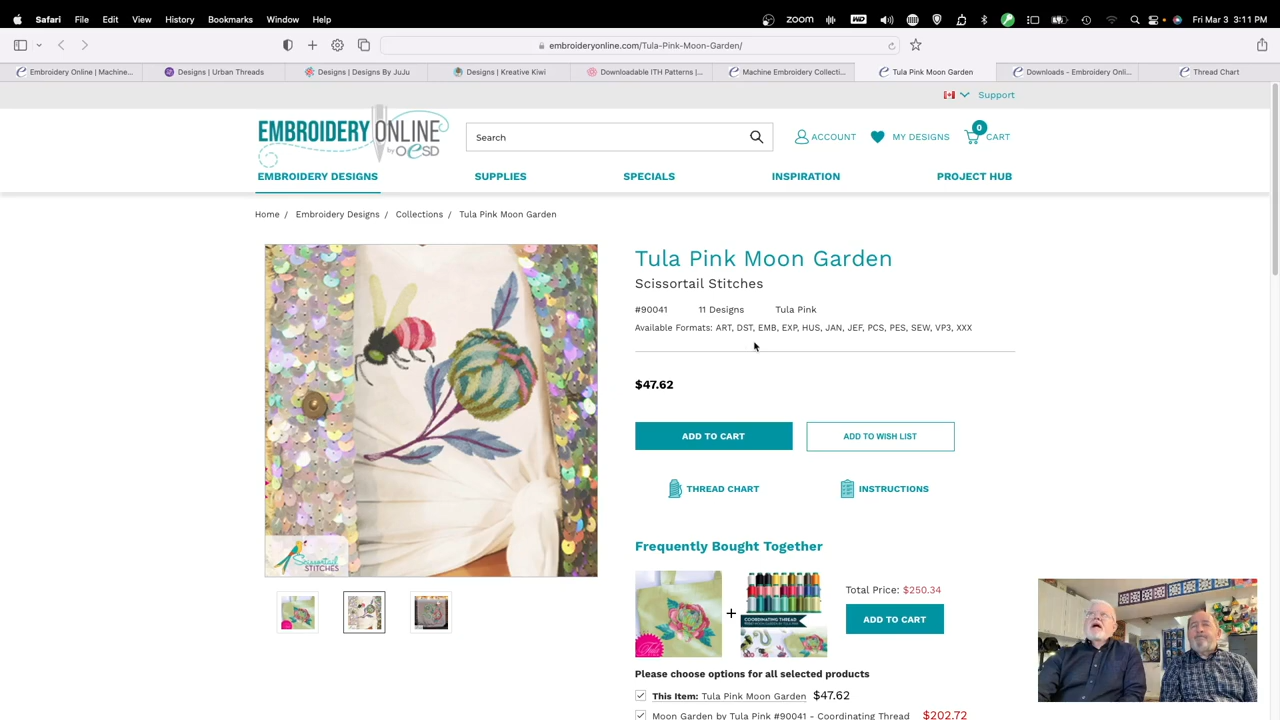 Safari File Edit View History Bookmarks Window Help
zoom
WD
Fri Mar 3 3:11 PM
embroideryonline.com/Tula-Pink-Moon-Garden/
Embroidery Online | Machine...
Designs | Urban Threads
Designs | Designs By JuJu
Designs | Kreative Kiwi
Downloadable ITH Patterns |...
Machine Embroidery Collecti...
Tula Pink Moon Garden
Downloads - Embroidery Onli...
Thread Chart
Support
EMBROIDERY ONLINE
by OESD
Search
ACCOUNT
MY DESIGNS
0
CART
EMBROIDERY DESIGNS
SUPPLIES
SPECIALS
INSPIRATION
PROJECT HUB
Home / Embroidery Designs / Collections / Tula Pink Moon Garden
Tula Pink Moon Garden
Scissortail Stitches
#90041 11 Designs Tula Pink
Available Formats: ART, DST, EMB, EXP, HUS, JAN, JEF, PCS, PES, SEW, VP3, XXX
$47.62
ADD TO CART
ADD TO WISH LIST
THREAD CHART
INSTRUCTIONS
Scissortail
STITCHES
Frequently Bought Together
+
COORDINATING THREAD
Tula
Total Price: $250.34
ADD TO CART
Please choose options for all selected products
This Item: Tula Pink Moon Garden $47.62
Moon Garden by Tula Pink #90041 - Coordinating Thread $202.72